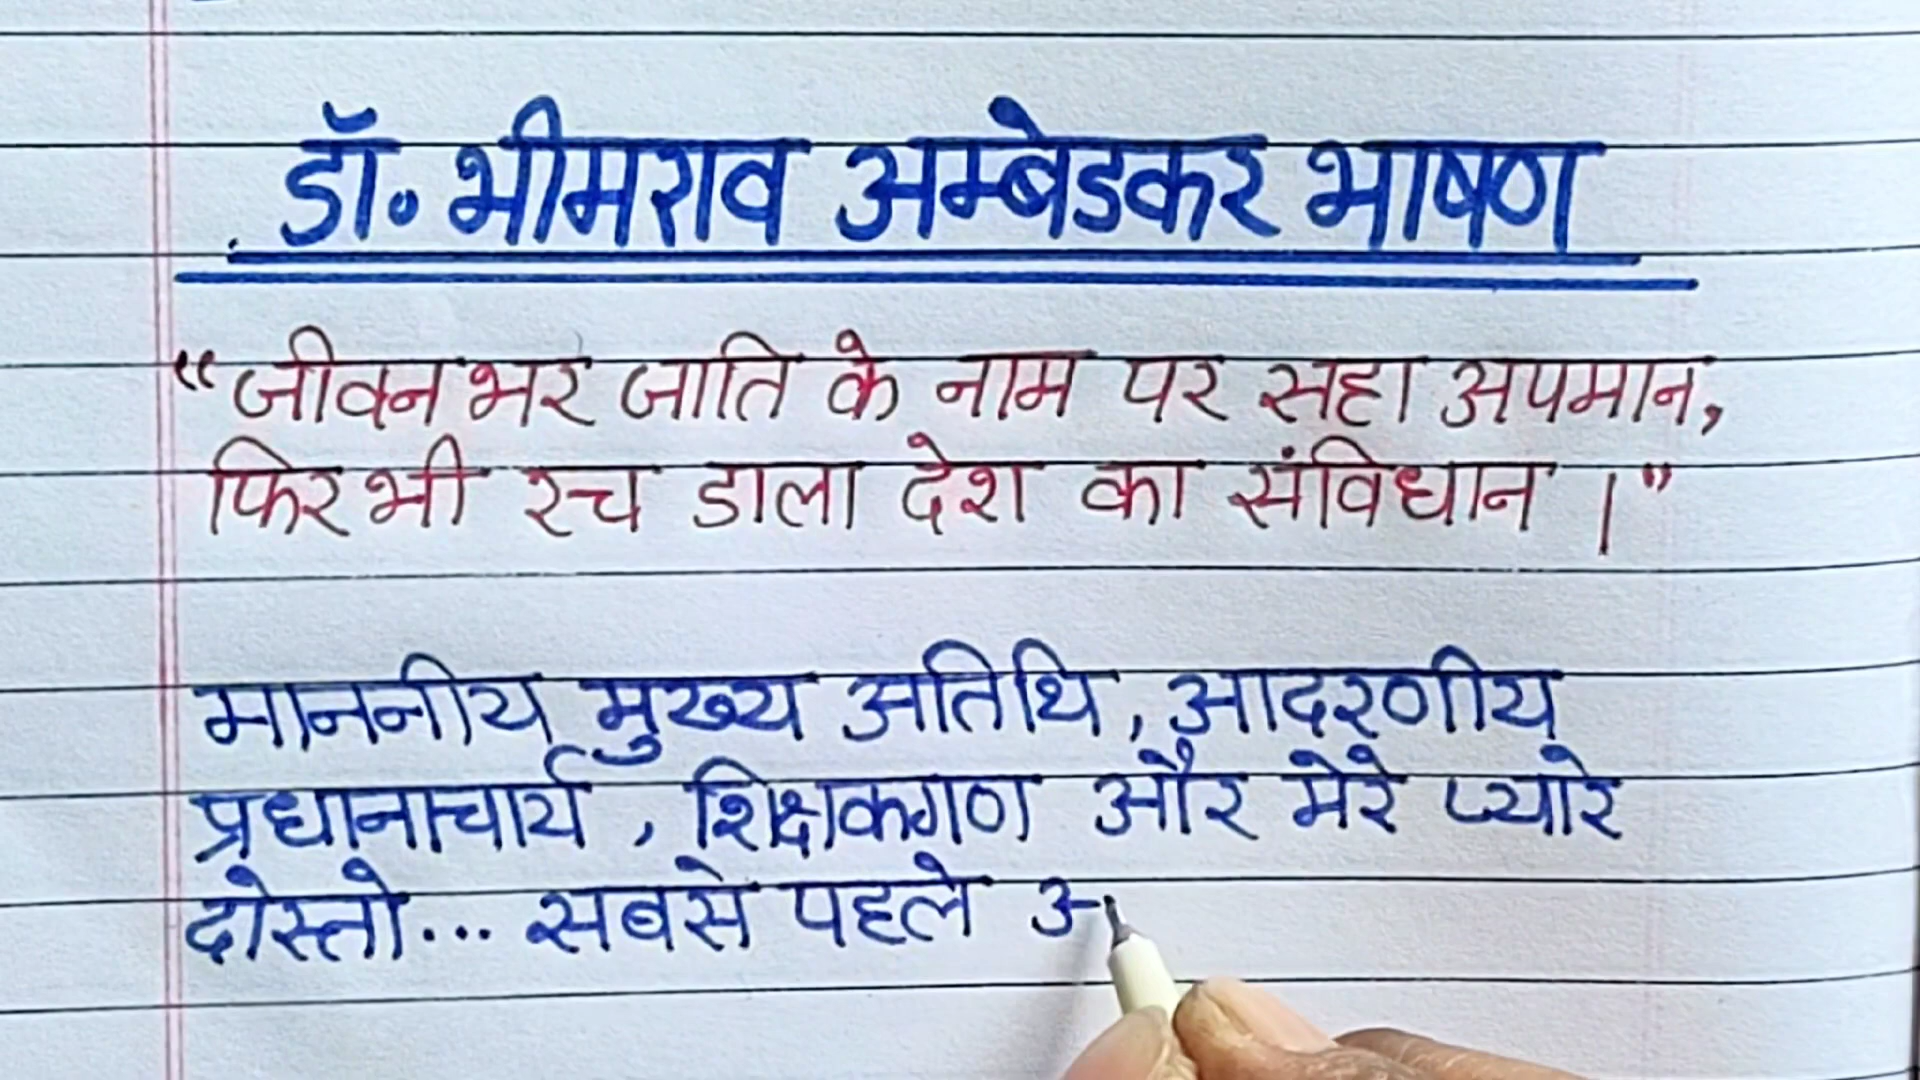 डॉ. भीमराव अम्बेडकर भाषण
“जीवन भर जाति के नाम पर सहा अपमान,
फिर भी रच डाला देश का संविधान ।”
माननीय मुख्य अतिथि, आदरणीय
प्रधानाचार्य, शिक्षकगण और मेरे प्यारे
दोस्तो... सबसे पहले